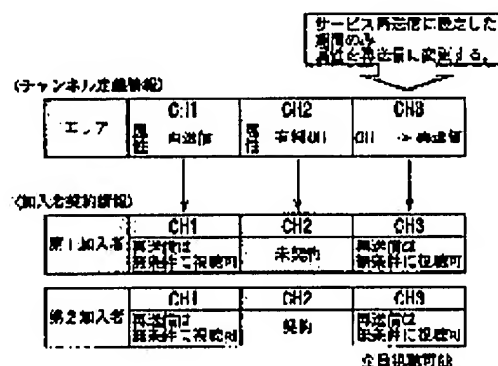 サービス再送信に設定した
期間のみ
属性を再送信に変更する。
(チャンネル定義情報)
エリア
CH1
CH2
CH3
属性
再送信
属性
有料CH
CH -> 再送信
(加入者契約情報)
第1加入者
CH1
CH2
CH3
再送信は
無条件に視聴可
未契約
再送信は
無条件に視聴可
第2加入者
CH1
CH2
CH3
再送信は
無条件に視聴可
契約
再送信は
無条件に視聴可
全員視聴可能